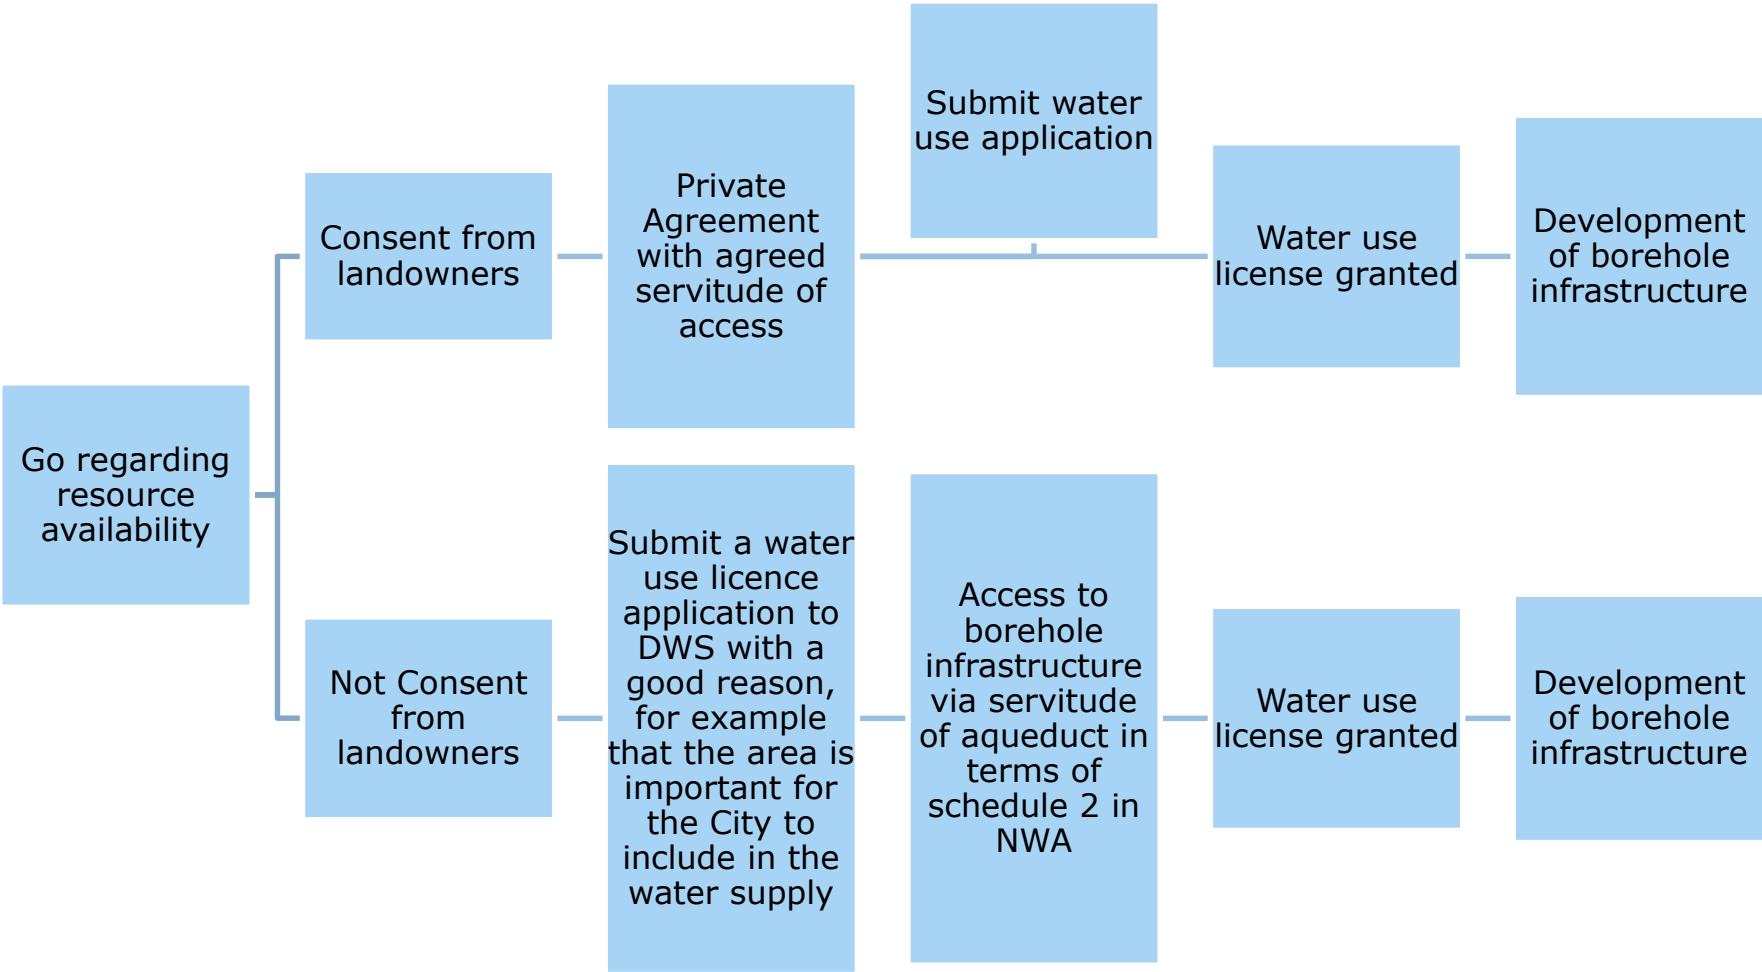 Go regarding
resource
availability
Consent from
landowners
Private
Agreement
with agreed
servitude of
access
Submit water
use application
Water use
license granted
Development
of borehole
infrastructure
Not Consent
from
landowners
Submit a water
use licence
application to
DWS with a
good reason,
for example
that the area is
important for
the City to
include in the
water supply
Access to
borehole
infrastructure
via servitude
of aqueduct in
terms of
schedule 2 in
NWA
Water use
license granted
Development
of borehole
infrastructure